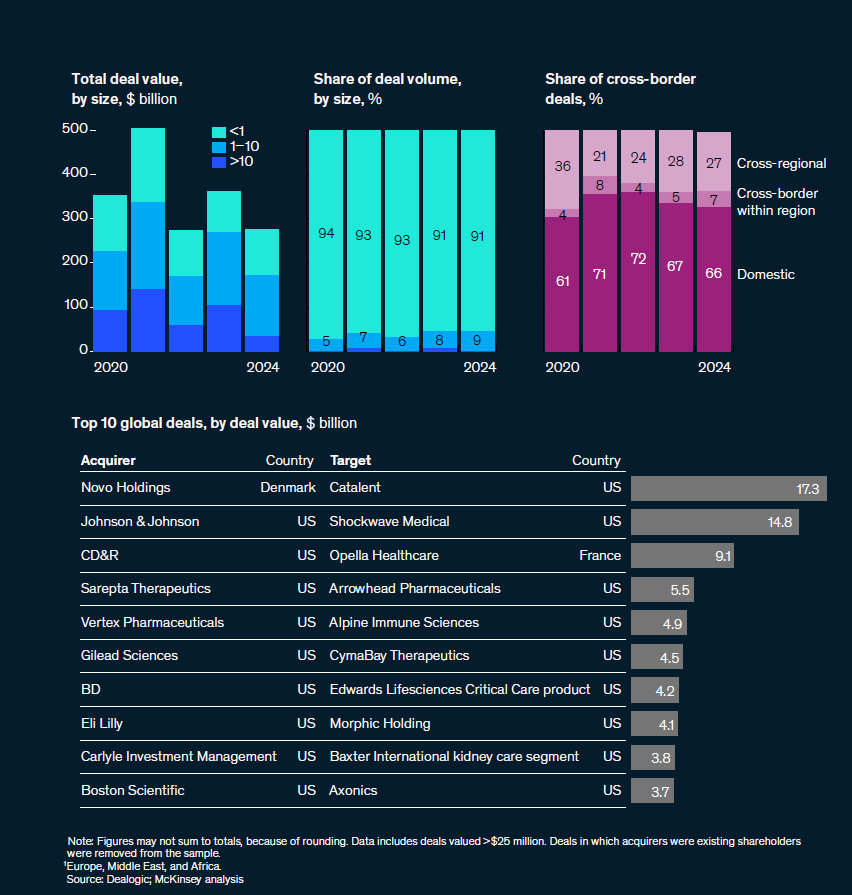 Total deal value,
by size, $ billion
500
400
300
200
100
0
<1
1–10
>10
2020
2024
Share of deal volume,
by size, %
94
93
93
91
91
5
7
6
8
9
2020
2024
Share of cross-border
deals, %
36
21
24
28
27
4
8
4
5
7
61
71
72
67
66
Cross-regional
Cross-border
within region
Domestic
2020
2024
Top 10 global deals, by deal value, $ billion
Acquirer Country Target Country
Novo Holdings Denmark Catalent US 17.3
Johnson & Johnson US Shockwave Medical US 14.8
CD&R US Opella Healthcare France 9.1
Sarepta Therapeutics US Arrowhead Pharmaceuticals US 5.5
Vertex Pharmaceuticals US Alpine Immune Sciences US 4.9
Gilead Sciences US CymaBay Therapeutics US 4.5
BD US Edwards Lifesciences Critical Care product US 4.2
Eli Lilly US Morphic Holding US 4.1
Carlyle Investment Management US Baxter International kidney care segment US 3.8
Boston Scientific US Axonics US 3.7
Note: Figures may not sum to totals, because of rounding. Data includes deals valued >$25 million. Deals in which acquirers were existing shareholders
were removed from the sample.
¹Europe, Middle East, and Africa.
Source: Dealogic; McKinsey analysis